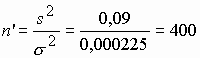 n' = s² / σ² = 0,09 / 0,000225 = 400